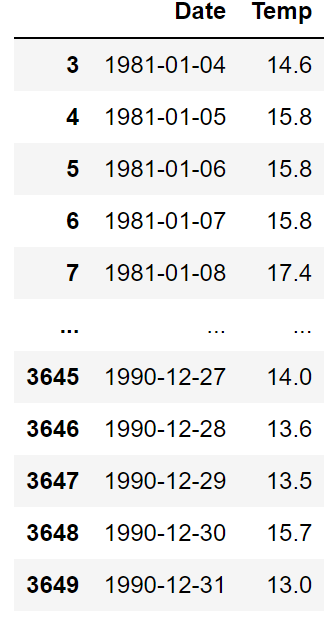 Date Temp
3 1981-01-04 14.6
4 1981-01-05 15.8
5 1981-01-06 15.8
6 1981-01-07 15.8
7 1981-01-08 17.4
... ... ...
3645 1990-12-27 14.0
3646 1990-12-28 13.6
3647 1990-12-29 13.5
3648 1990-12-30 15.7
3649 1990-12-31 13.0